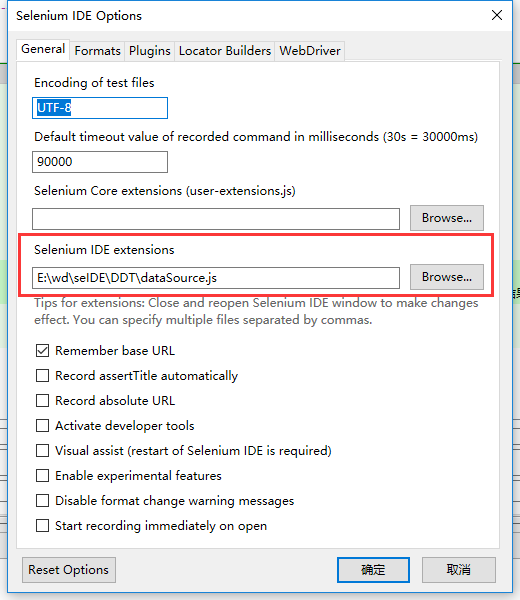 Selenium IDE Options
General Formats Plugins Locator Builders WebDriver
Encoding of test files
UTF-8
Default timeout value of recorded command in milliseconds (30s = 30000ms)
90000
Selenium Core extensions (user-extensions.js)
Browse...
Selenium IDE extensions
E:\wd\seIDE\DDT\dataSource.js Browse...
Tips for extensions: Close and reopen Selenium IDE window to make changes
effect. You can specify multiple files separated by commas.
Remember base URL
Record assertTitle automatically
Record absolute URL
Activate developer tools
Visual assist (restart of Selenium IDE is required)
Enable experimental features
Disable format change warning messages
Start recording immediately on open
Reset Options 确定 取消